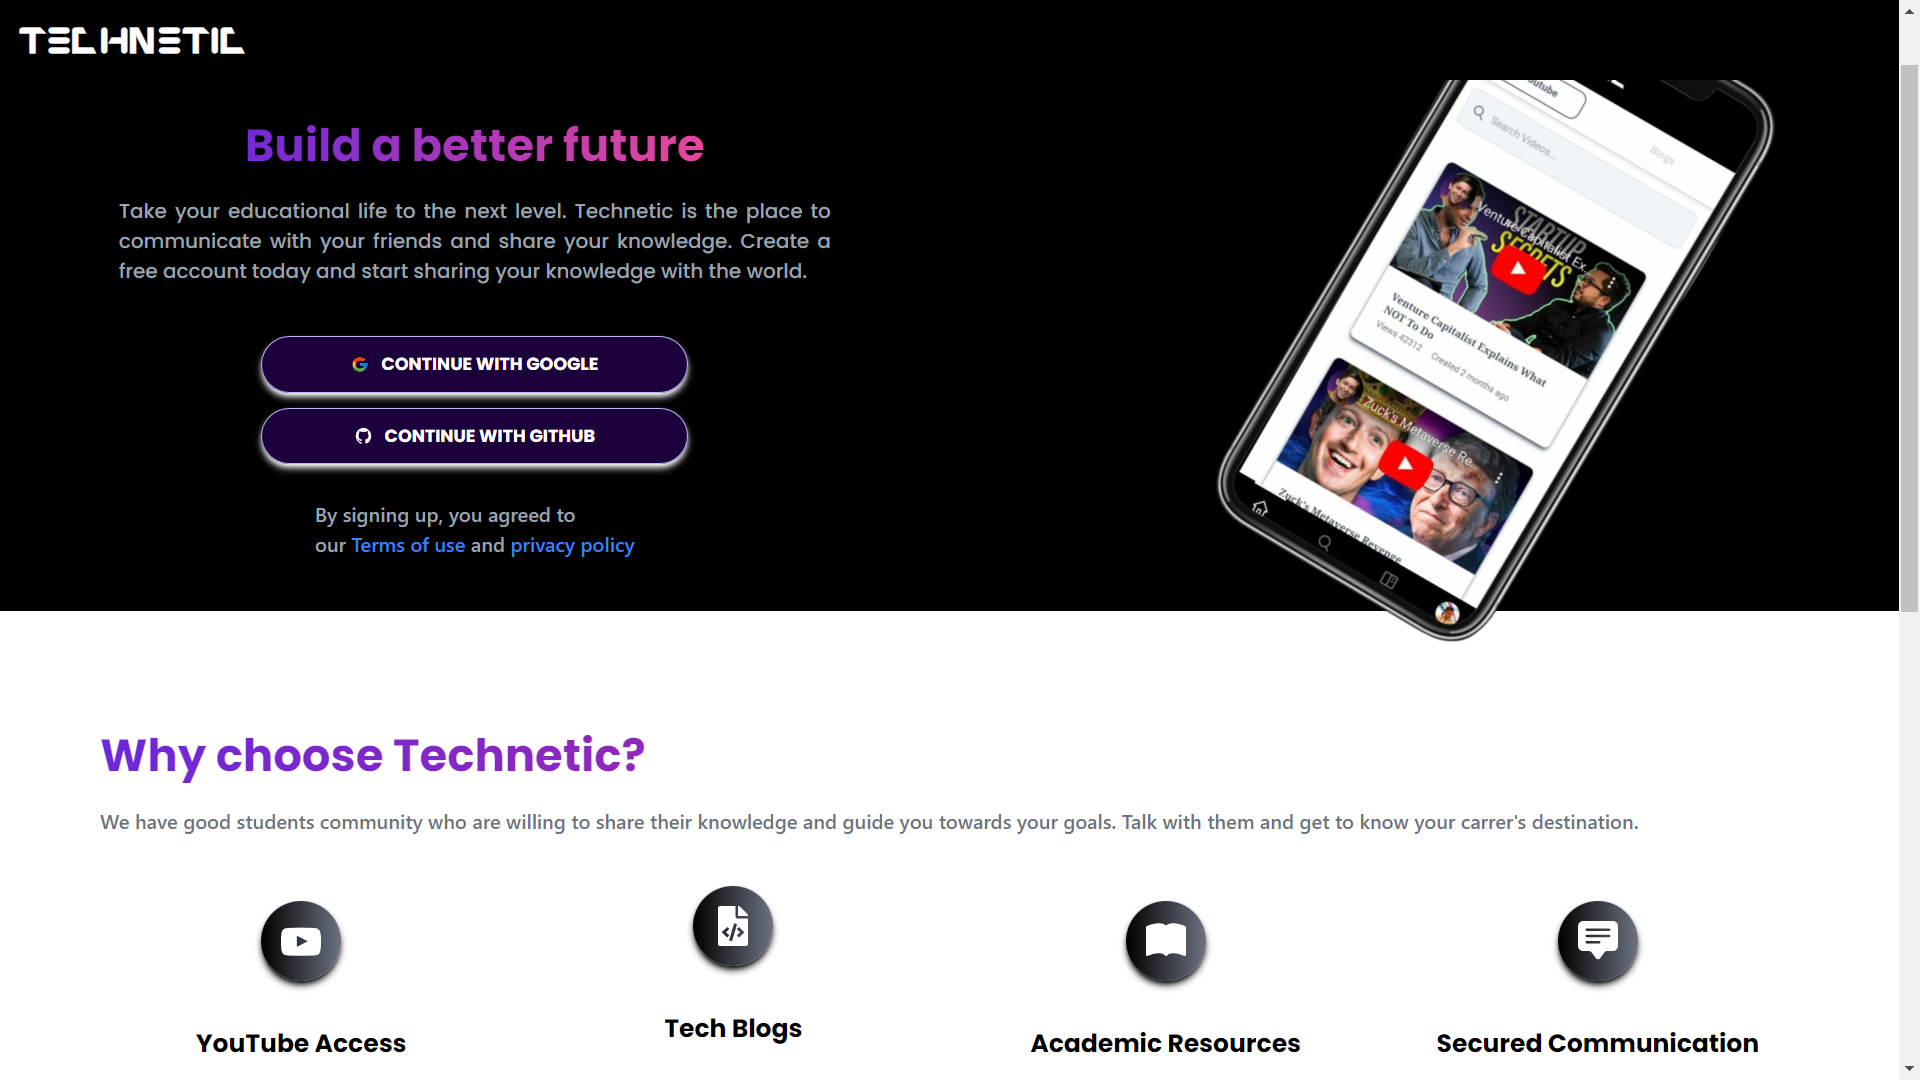 TECHNETIC
Build a better future
Take your educational life to the next level. Technetic is the place to
communicate with your friends and share your knowledge. Create a
free account today and start sharing your knowledge with the world.
CONTINUE WITH GOOGLE
CONTINUE WITH GITHUB
By signing up, you agreed to
our Terms of use and privacy policy
Search Videos...
Blogs
Venture Capitalist Ex...
STARTUP
SECRETS
Venture Capitalist Explains What
NOT To Do
Views 42312 Created 2 months ago
Zuck's Metaverse Re...
Zuck's Metaverse Revenge
Why choose Technetic?
We have good students community who are willing to share their knowledge and guide you towards your goals. Talk with them and get to know your carrer's destination.
YouTube Access
Tech Blogs
Academic Resources
Secured Communication